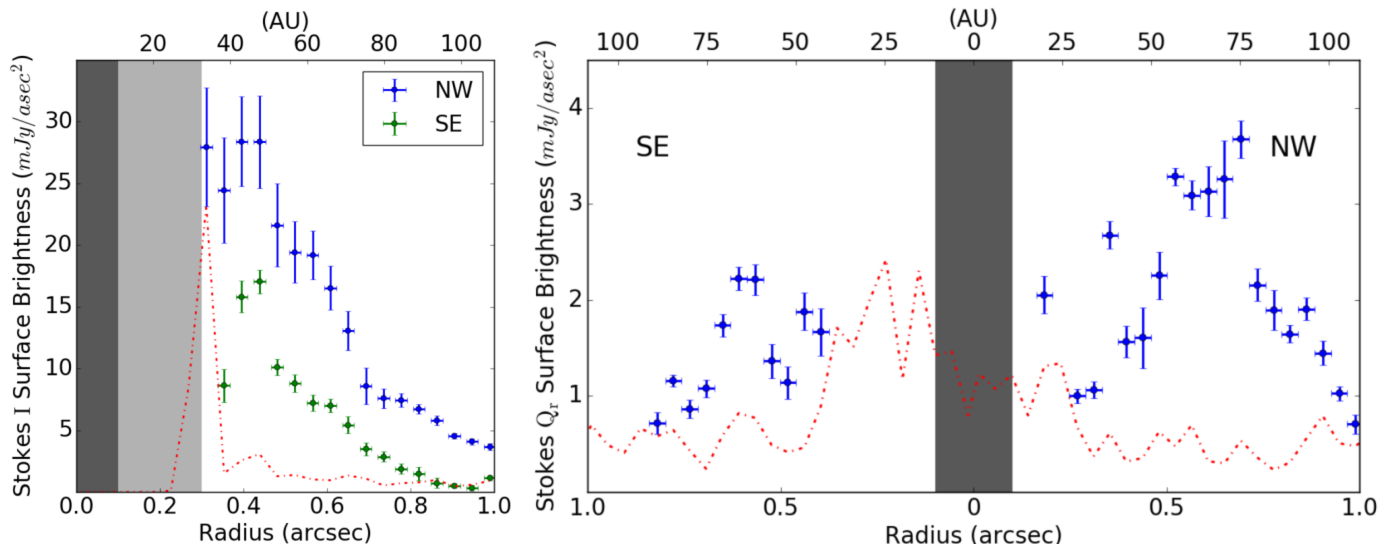 (AU)
20 40 60 80 100
Stokes I Surface Brightness (mJy/asec²)
30
25
20
15
10
5
NW
SE
0.0 0.2 0.4 0.6 0.8 1.0
Radius (arcsec)
(AU)
100 75 50 25 0 25 50 75 100
Stokes Qr Surface Brightness (mJy/asec²)
4
3
2
1
1
SE
NW
1.0 0.5 0 0.5 1.0
Radius (arcsec)